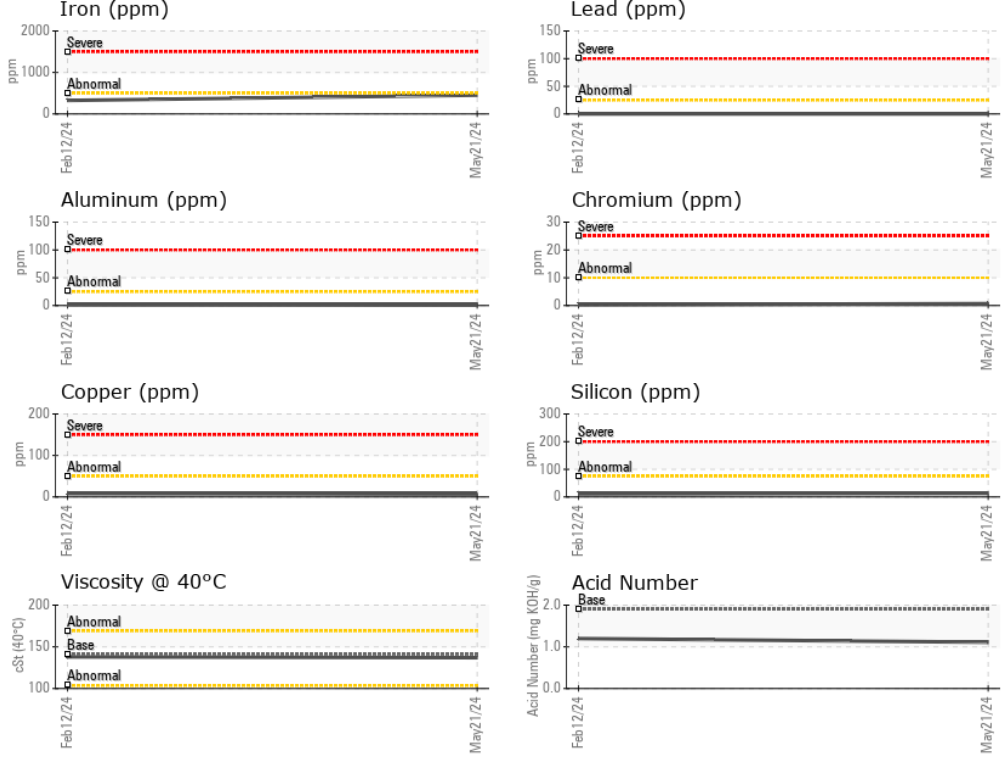 Iron (ppm)
2000
1000
0
ppm
Severe
Abnormal
Feb12/24
May21/24
Lead (ppm)
150
100
50
0
ppm
Severe
Abnormal
Feb12/24
May21/24
Aluminum (ppm)
150
100
50
0
ppm
Severe
Abnormal
Feb12/24
May21/24
Chromium (ppm)
30
20
10
0
ppm
Severe
Abnormal
Feb12/24
May21/24
Copper (ppm)
200
100
0
ppm
Severe
Abnormal
Feb12/24
May21/24
Silicon (ppm)
300
200
100
0
ppm
Severe
Abnormal
Feb12/24
May21/24
Viscosity @ 40°C
200
150
100
cSt (40°C)
Abnormal
Base
Abnormal
Feb12/24
May21/24
Acid Number
2.0
1.0
0.0
Acid Number (mg KOH/g)
Base
Feb12/24
May21/24